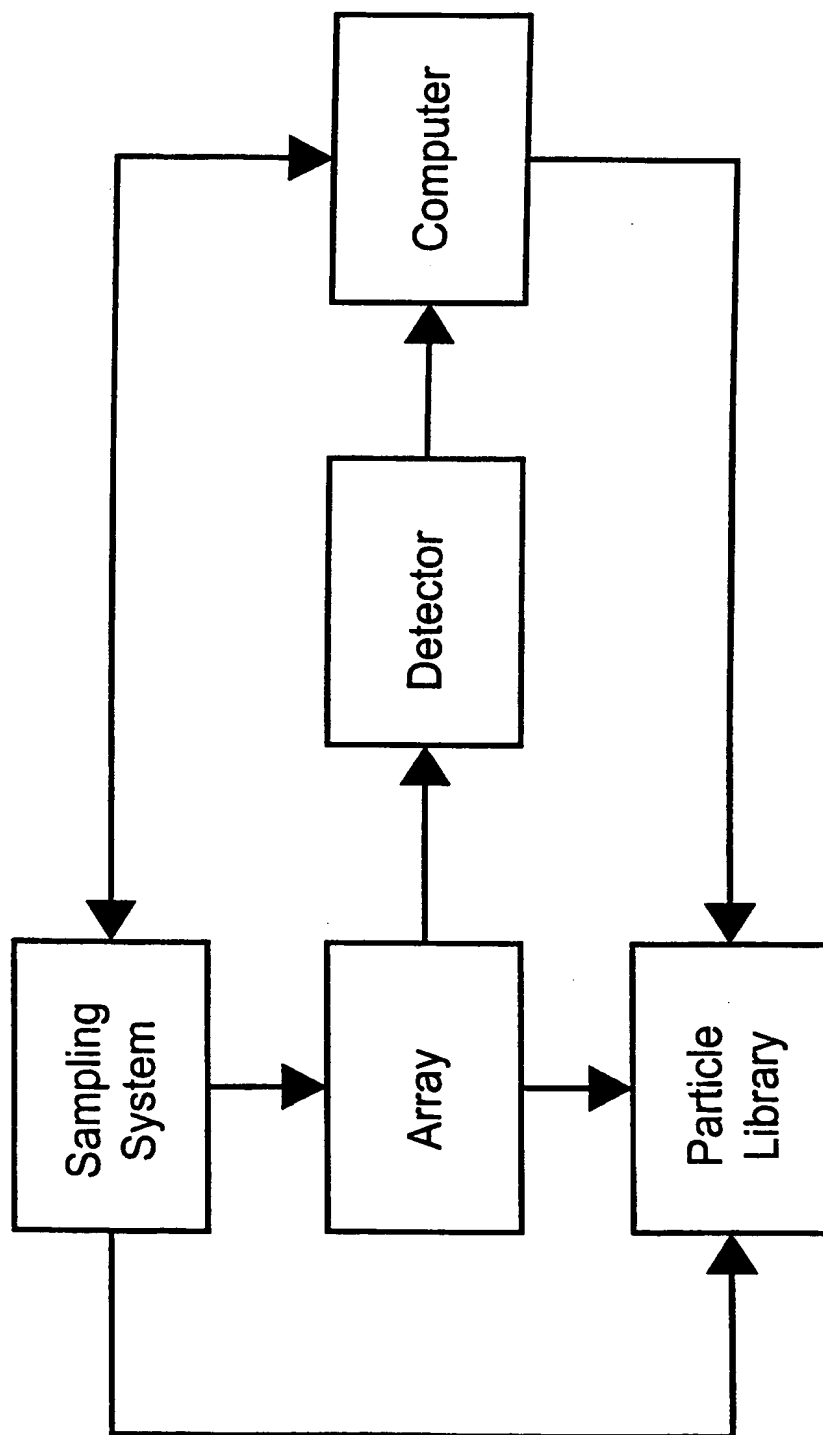 Sampling
System
Array
Particle
Library
Detector
Computer